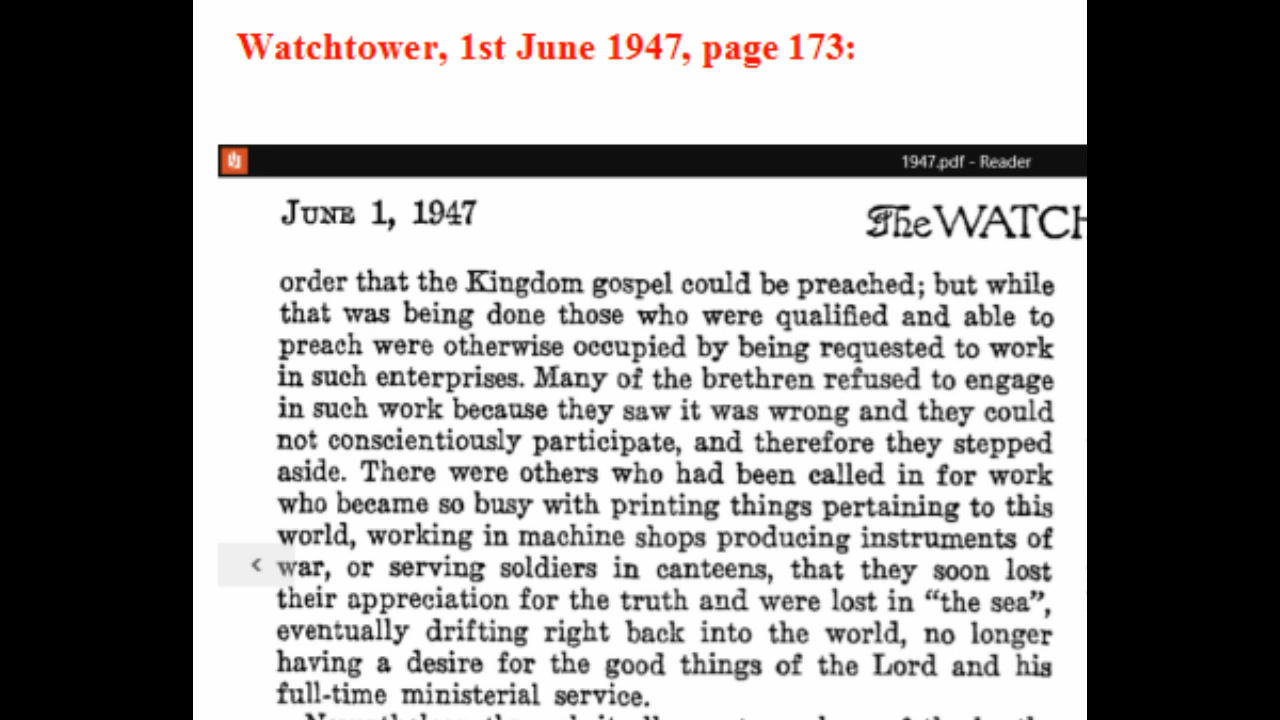 Watchtower, 1st June 1947, page 173:
1947.pdf - Reader
JUNE 1, 1947
The WATCH
order that the Kingdom gospel could be preached; but while
that was being done those who were qualified and able to
preach were otherwise occupied by being requested to work
in such enterprises. Many of the brethren refused to engage
in such work because they saw it was wrong and they could
not conscientiously participate, and therefore they stepped
aside. There were others who had been called in for work
who became so busy with printing things pertaining to this
world, working in machine shops producing instruments of
war, or serving soldiers in canteens, that they soon lost
their appreciation for the truth and were lost in “the sea”,
eventually drifting right back into the world, no longer
having a desire for the good things of the Lord and his
full-time ministerial service.